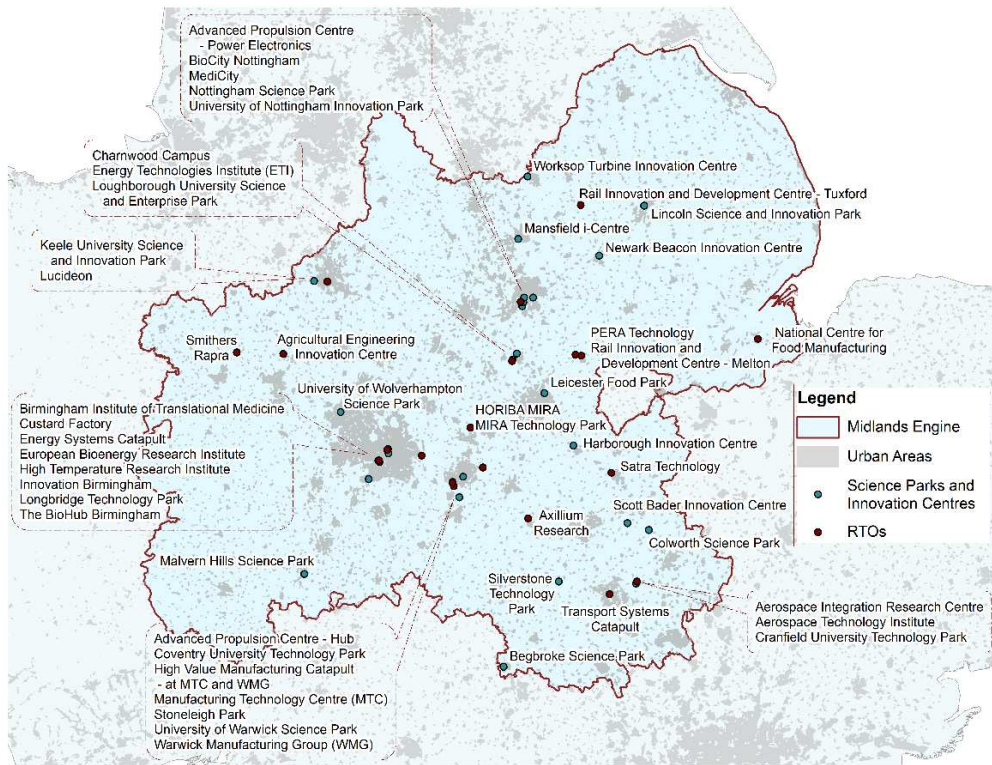 Advanced Propulsion Centre
- Power Electronics
BioCity Nottingham
MediCity
Nottingham Science Park
University of Nottingham Innovation Park
Charnwood Campus
Energy Technologies Institute (ETI)
Loughborough University Science
and Enterprise Park
Keele University Science
and Innovation Park
Lucideon
Worksop Turbine Innovation Centre
Rail Innovation and Development Centre - Tuxford
Lincoln Science and Innovation Park
Mansfield i-Centre
Newark Beacon Innovation Centre
Smithers
Rapra
Agricultural Engineering
Innovation Centre
PERA Technology
Rail Innovation and
Development Centre - Melton
National Centre for
Food Manufacturing
University of Wolverhampton
Science Park
Leicester Food Park
HORIBA MIRA
MIRA Technology Park
Harborough Innovation Centre
Birmingham Institute of Translational Medicine
Custard Factory
Energy Systems Catapult
European Bioenergy Research Institute
High Temperature Research Institute
Innovation Birmingham
Longbridge Technology Park
The BioHub Birmingham
Satra Technology
Scott Bader Innovation Centre
Axillium
Research
Colworth Science Park
Malvern Hills Science Park
Silverstone
Technology
Park
Transport Systems
Catapult
Aerospace Integration Research Centre
Aerospace Technology Institute
Cranfield University Technology Park
Begbroke Science Park
Advanced Propulsion Centre - Hub
Coventry University Technology Park
High Value Manufacturing Catapult
- at MTC and WMG
Manufacturing Technology Centre (MTC)
Stoneleigh Park
University of Warwick Science Park
Warwick Manufacturing Group (WMG)
Legend
Midlands Engine
Urban Areas
Science Parks and
Innovation Centres
RTOs